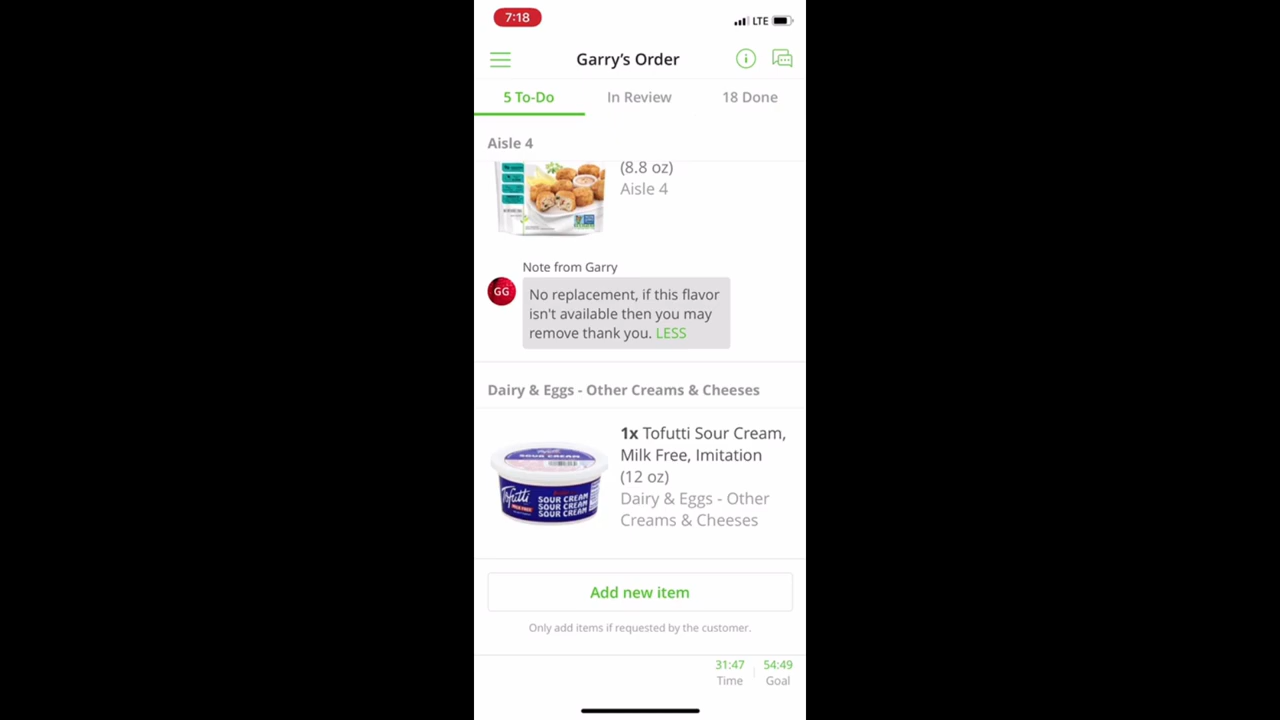 7:18
LTE
Garry's Order
5 To-Do
In Review
18 Done
Aisle 4
(8.8 oz)
Aisle 4
Note from Garry
GG
No replacement, if this flavor
isn't available then you may
remove thank you. LESS
Dairy & Eggs - Other Creams & Cheeses
1x Tofutti Sour Cream,
Milk Free, Imitation
(12 oz)
Dairy & Eggs - Other
Creams & Cheeses
SOUR CREAM
Tofutti
MILK FREE
SOUR CREAM
SOUR CREAM
SOUR CREAM
Add new item
Only add items if requested by the customer.
31:47
Time
54:49
Goal